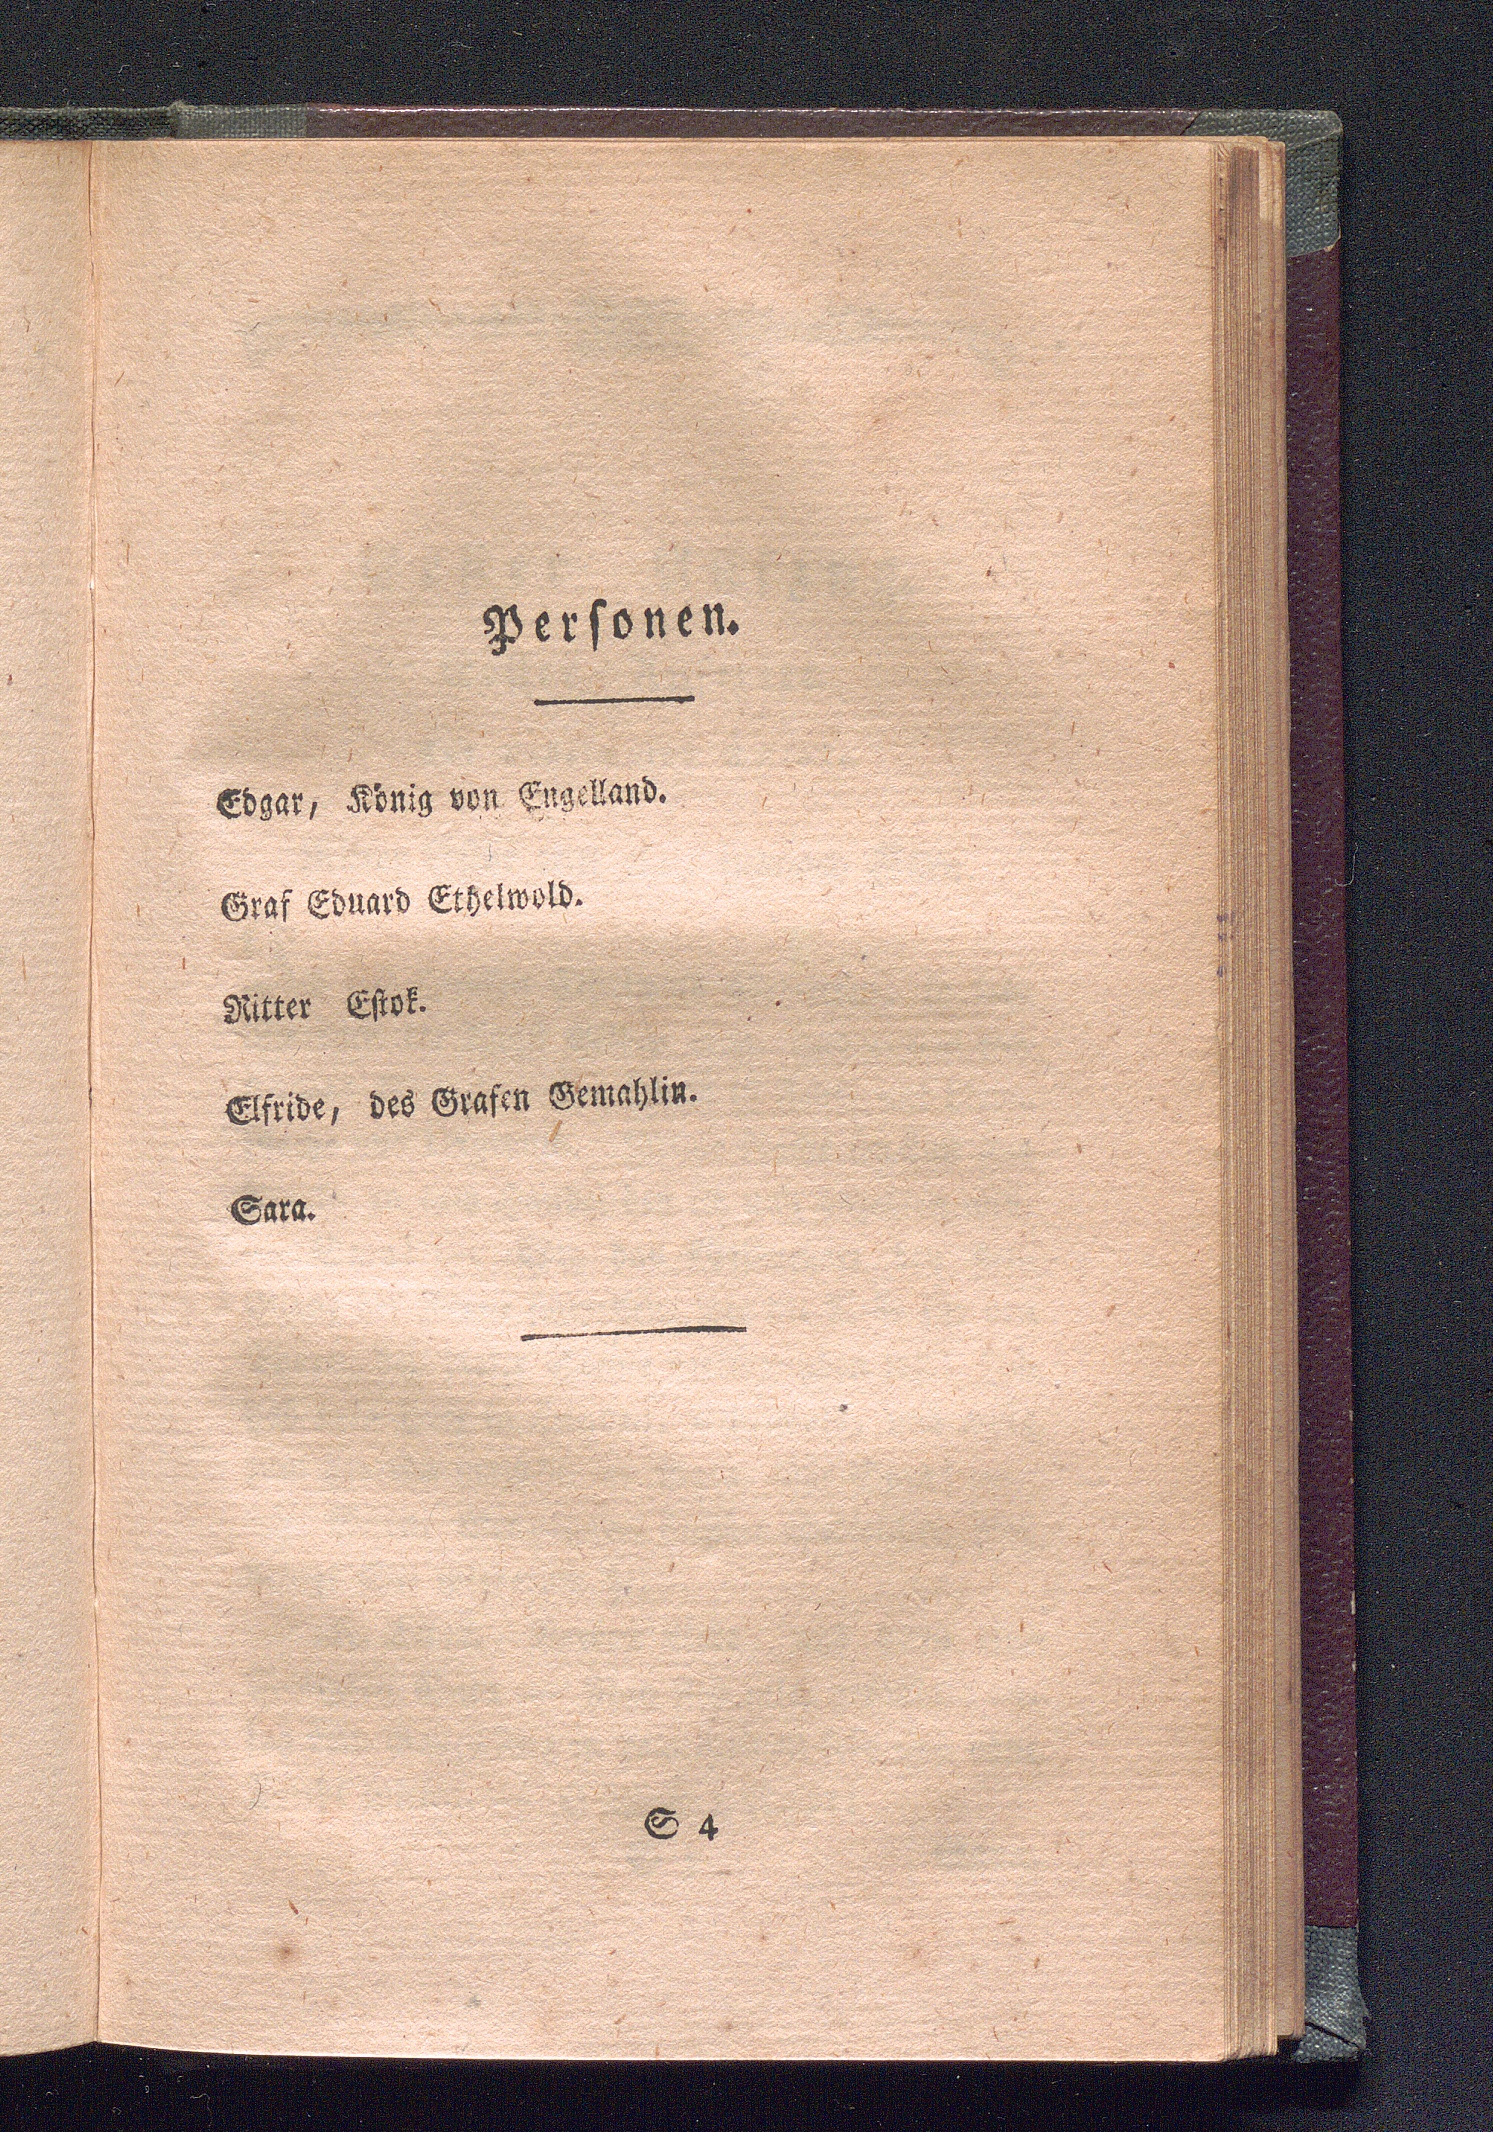 Personen.
Edgar, König von Engelland.
Graf Eduard Ethelwold.
Ritter Eſtok.
Elfride, des Grafen Gemahlin.
Sara.
S 4